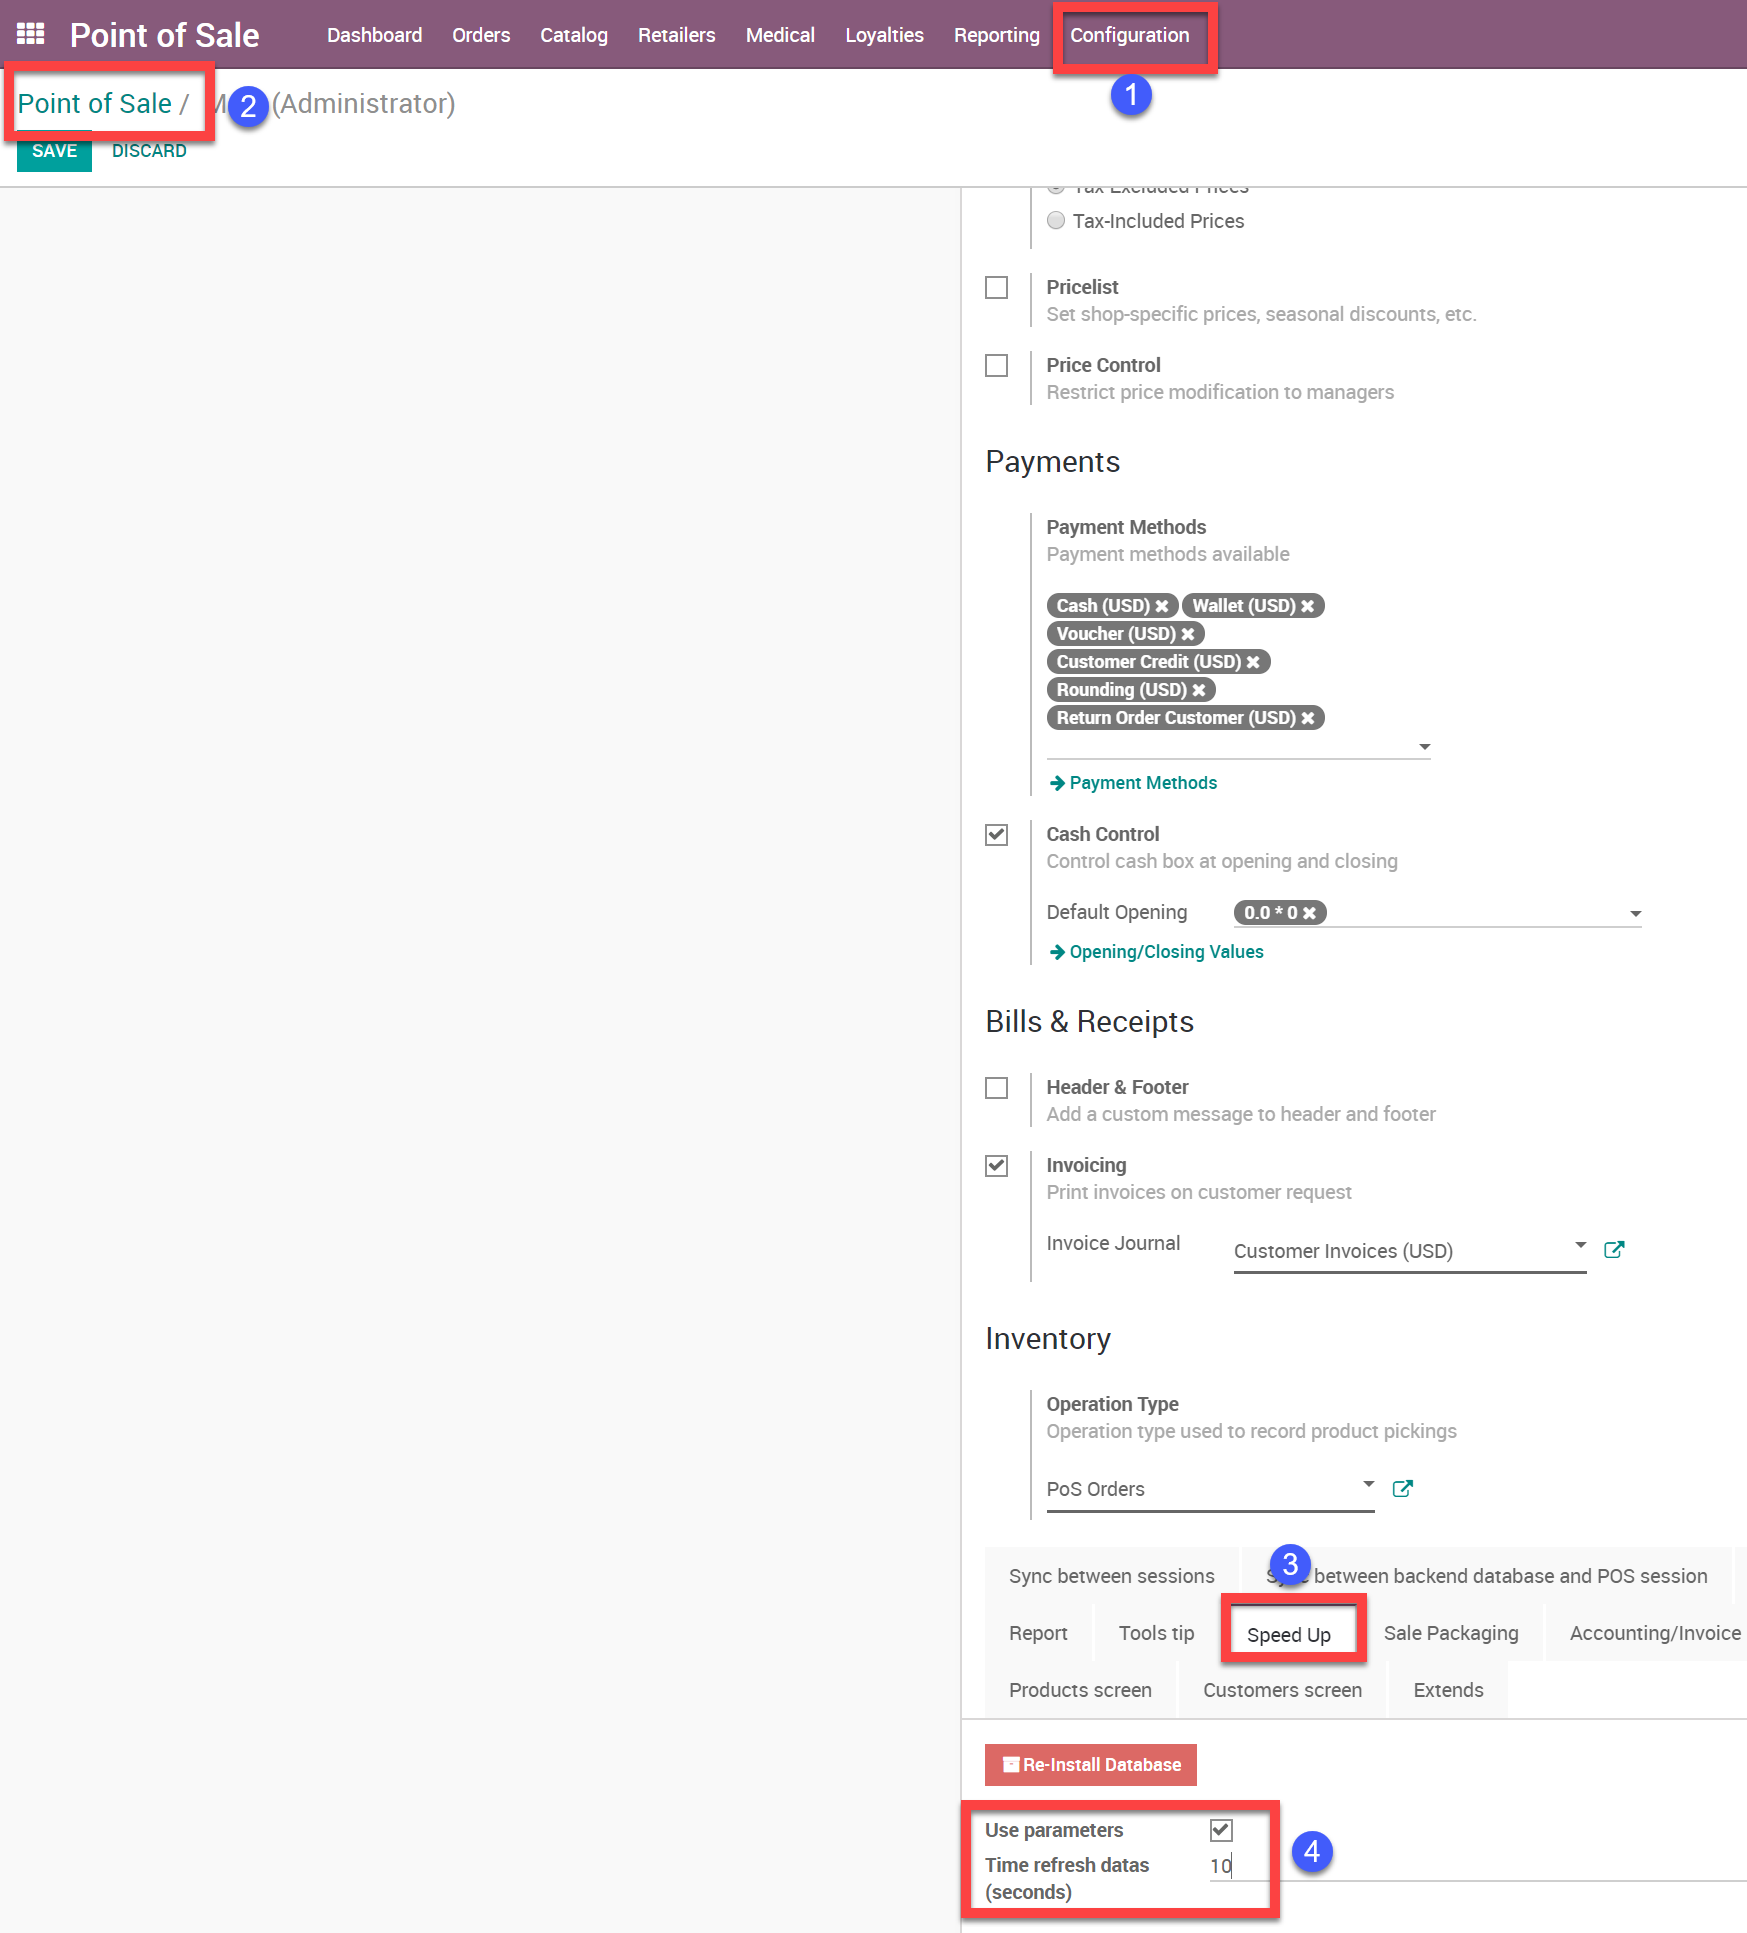 Point of Sale Dashboard Orders Catalog Retailers Medical Loyalties Reporting Configuration
1
Point of Sale / 2 (Administrator)
SAVE DISCARD
Tax-Excluded Prices
Tax-Included Prices
Pricelist
Set shop-specific prices, seasonal discounts, etc.
Price Control
Restrict price modification to managers
Payments
Payment Methods
Payment methods available
Cash (USD) Wallet (USD)
Voucher (USD)
Customer Credit (USD)
Rounding (USD)
Return Order Customer (USD)
Payment Methods
Cash Control
Control cash box at opening and closing
Default Opening 0.0 * 0
Opening/Closing Values
Bills & Receipts
Header & Footer
Add a custom message to header and footer
Invoicing
Print invoices on customer request
Invoice Journal Customer Invoices (USD)
Inventory
Operation Type
Operation type used to record product pickings
PoS Orders
3
Sync between sessions Sync between backend database and POS session
Report Tools tip Speed Up Sale Packaging Accounting/Invoice
Products screen Customers screen Extends
Re-Install Database
Use parameters
4
Time refresh datas 10
(seconds)